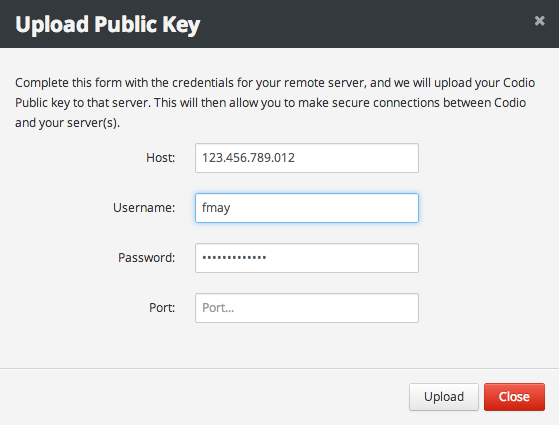 Upload Public Key
×
Complete this form with the credentials for your remote server, and we will upload your Codio
Public key to that server. This will then allow you to make secure connections between Codio
and your server(s).
Host: 123.456.789.012
Username: fmay
Password: •••••••••••••
Port: Port...
Upload Close